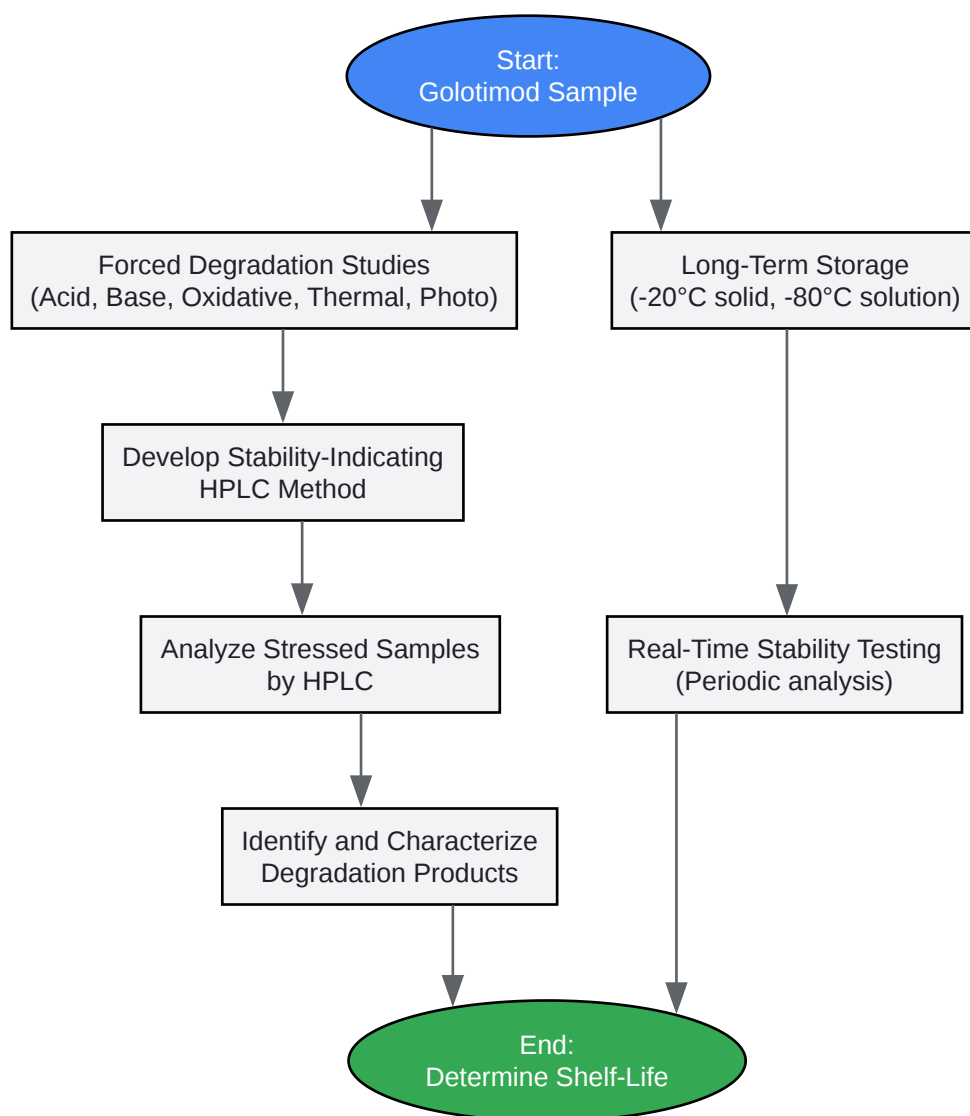 Start:
Golotimod Sample
Forced Degradation Studies
(Acid, Base, Oxidative, Thermal, Photo)
Long-Term Storage
(-20°C solid, -80°C solution)
Develop Stability-Indicating
HPLC Method
Analyze Stressed Samples
by HPLC
Real-Time Stability Testing
(Periodic analysis)
Identify and Characterize
Degradation Products
End:
Determine Shelf-Life